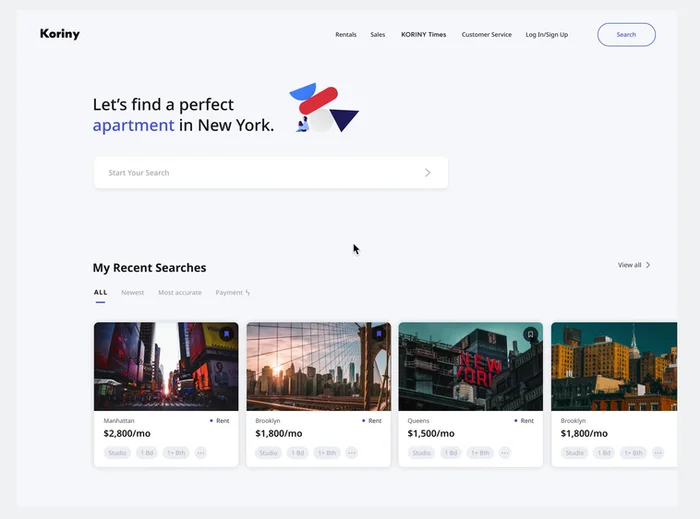 Koriny
Rentals Sales KORINY Times Customer Service Log In/Sign Up Search
Let's find a perfect
apartment in New York.
Start Your Search
My Recent Searches
View all
ALL Newest Most accurate Payment
NEW
YORK
Manhattan Rent
$2,800/mo
Studio 1 Bd 1+ Bth
Brooklyn Rent
$1,800/mo
Studio 1 Bd 1+ Bth
Queens Rent
$1,500/mo
Studio 1 Bd 1+ Bth
Brooklyn
$1,800/mo
Studio 1 Bd 1+ Bth